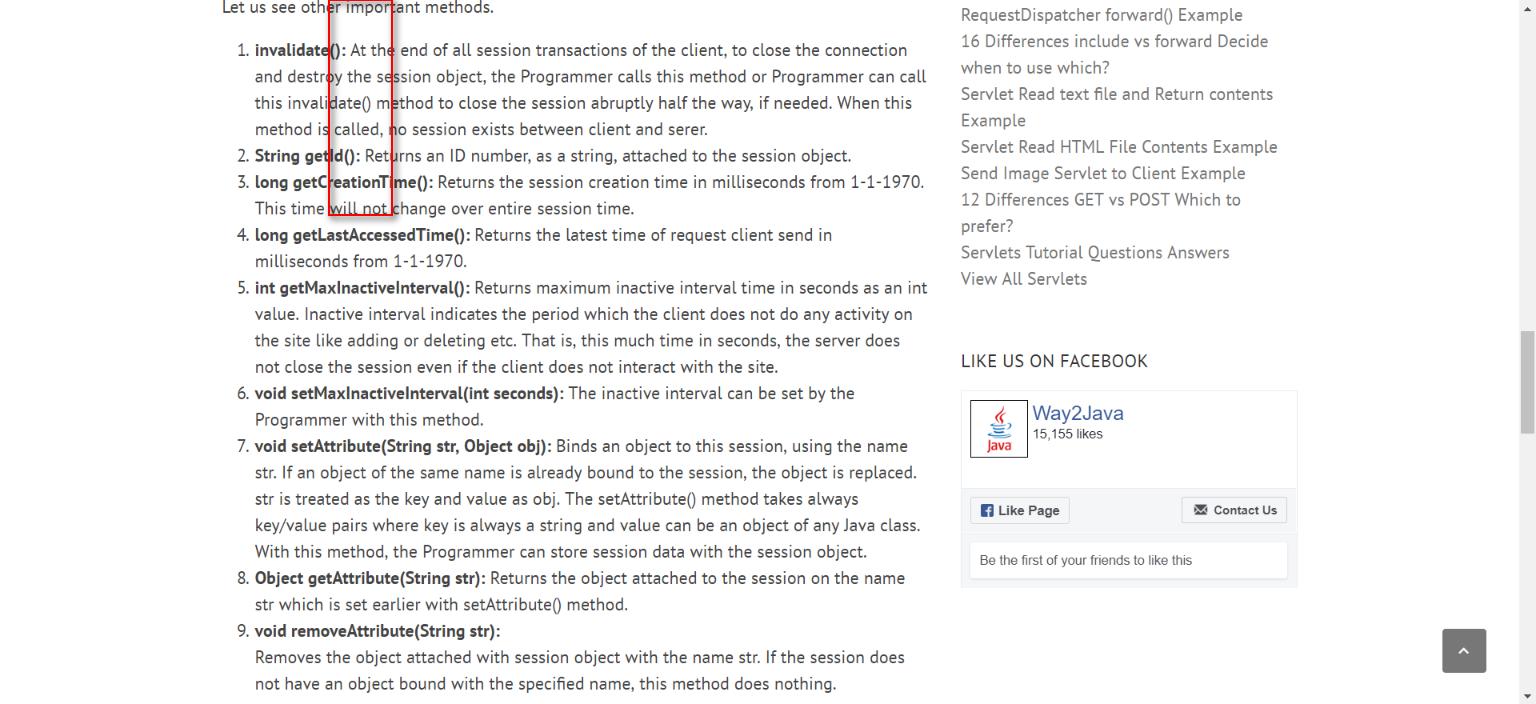 Let us see other important methods.
1. invalidate(): At the end of all session transactions of the client, to close the connection
and destroy the session object, the Programmer calls this method or Programmer can call
this invalidate() method to close the session abruptly half the way, if needed. When this
method is called, no session exists between client and serer.
2. String getId(): Returns an ID number, as a string, attached to the session object.
3. long getCreationTime(): Returns the session creation time in milliseconds from 1-1-1970.
This time will not change over entire session time.
4. long getLastAccessedTime(): Returns the latest time of request client send in
milliseconds from 1-1-1970.
5. int getMaxInactiveInterval(): Returns maximum inactive interval time in seconds as an int
value. Inactive interval indicates the period which the client does not do any activity on
the site like adding or deleting etc. That is, this much time in seconds, the server does
not close the session even if the client does not interact with the site.
6. void setMaxInactiveInterval(int seconds): The inactive interval can be set by the
Programmer with this method.
7. void setAttribute(String str, Object obj): Binds an object to this session, using the name
str. If an object of the same name is already bound to the session, the object is replaced.
str is treated as the key and value as obj. The setAttribute() method takes always
key/value pairs where key is always a string and value can be an object of any Java class.
With this method, the Programmer can store session data with the session object.
8. Object getAttribute(String str): Returns the object attached to the session on the name
str which is set earlier with setAttribute() method.
9. void removeAttribute(String str):
Removes the object attached with session object with the name str. If the session does
not have an object bound with the specified name, this method does nothing.
RequestDispatcher forward() Example
16 Differences include vs forward Decide
when to use which?
Servlet Read text file and Return contents
Example
Servlet Read HTML File Contents Example
Send Image Servlet to Client Example
12 Differences GET vs POST Which to
prefer?
Servlets Tutorial Questions Answers
View All Servlets
LIKE US ON FACEBOOK
Java
Way2Java
15,155 likes
Like Page
Contact Us
Be the first of your friends to like this